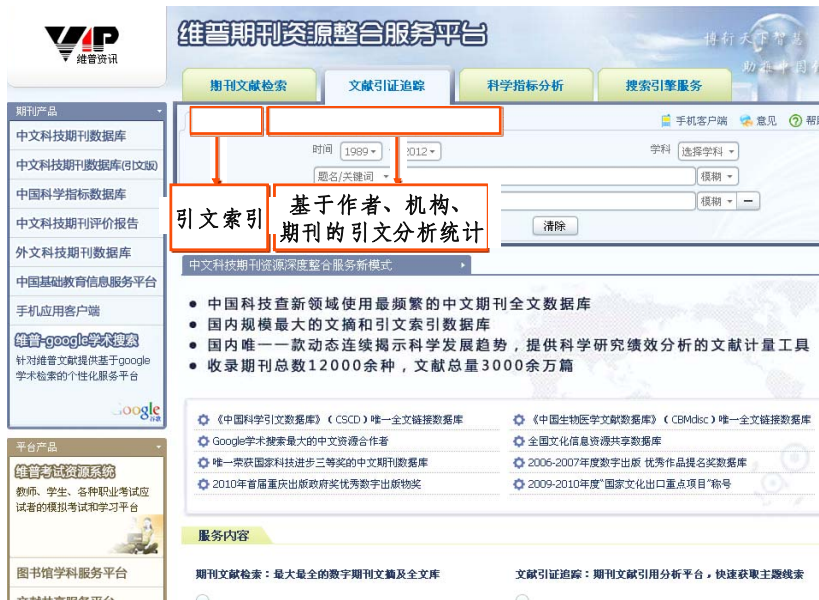 VIP
维普资讯
维普期刊资源整合服务平台
博衍天下智慧
期刊文献检索
文献引证追踪
科学指标分析
搜索引擎服务
期刊产品
中文科技期刊数据库
中文科技期刊数据库(引文版)
中国科学指标数据库
中文科技期刊评价报告
外文科技期刊数据库
中国基础教育信息服务平台
手机应用客户端
维普-google学术搜索
针对维普文献提供基于google
学术检索的个性化服务平台
Google
谷歌
平台产品
维普考试资源系统
教师、学生、各种职业考试应
试者的模拟考试和学习平台
图书馆学科服务平台
文献共享服务平台
手机客户端 意见 帮
时间 1989 - 2012 学科 选择学科
题名/关键词 模糊
模糊
清除
引文索引
基于作者、机构、
期刊的引文分析统计
中文科技期刊资源深度整合服务新模式
● 中国科技查新领域使用最频繁的中文期刊全文数据库
● 国内规模最大的文摘和引文索引数据库
● 国内唯一一款动态连续揭示科学发展趋势，提供科学研究绩效分析的文献计量工具
● 收录期刊总数12000余种，文献总量3000余万篇
《中国科学引文数据库》（CSCD）唯一全文链接数据库
《中国生物医学文献数据库》（CBMdisc）唯一全文链接数据库
Google学术搜索最大的中文资源合作者
全国文化信息资源共享数据库
唯一荣获国家科技进步三等奖的中文期刊数据库
2006-2007年度数字出版 优秀作品提名奖数据库
2010年首届重庆出版政府奖优秀数字出版物奖
2009-2010年度"国家文化出口重点项目"称号
服务内容
期刊文献检索：最大最全的数字期刊文摘及全文库
文献引证追踪：期刊文献引用分析平台，快速获取主题线索